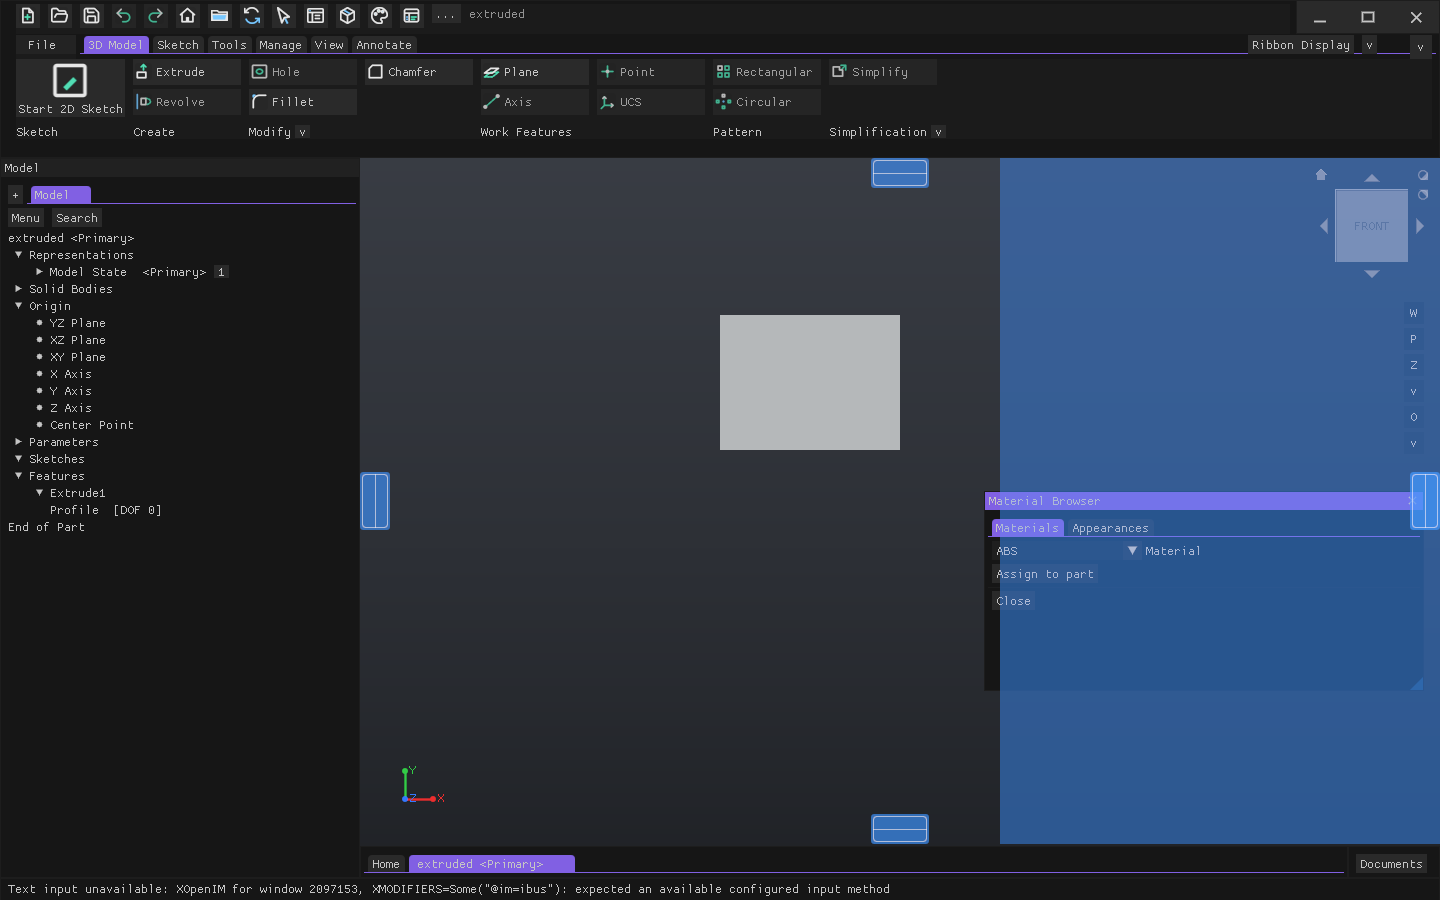 ... extruded
File 3D Model Sketch Tools Manage View Annotate Ribbon Display v v
Extrude Hole Chamfer Plane Point Rectangular Simplify
Start 2D Sketch Revolve Fillet Axis UCS Circular
Sketch Create Modify v Work Features Pattern Simplification v
Model
+ Model
Menu Search
extruded <Primary>
Representations
Model State <Primary> 1
Solid Bodies
Origin
YZ Plane
XZ Plane
XY Plane
X Axis
Y Axis
Z Axis
Center Point
Parameters
Sketches
Features
Extrude1
Profile [DOF 0]
End of Part
FRONT
W
P
Z
v
O
v
Material Browser
Materials Appearances
ABS Material
Assign to part
Close
Y
Z X
Home extruded <Primary> Documents
Text input unavailable: XOpenIM for window 2097153, XMODIFIERS=Some("@im=ibus"): expected an available configured input method